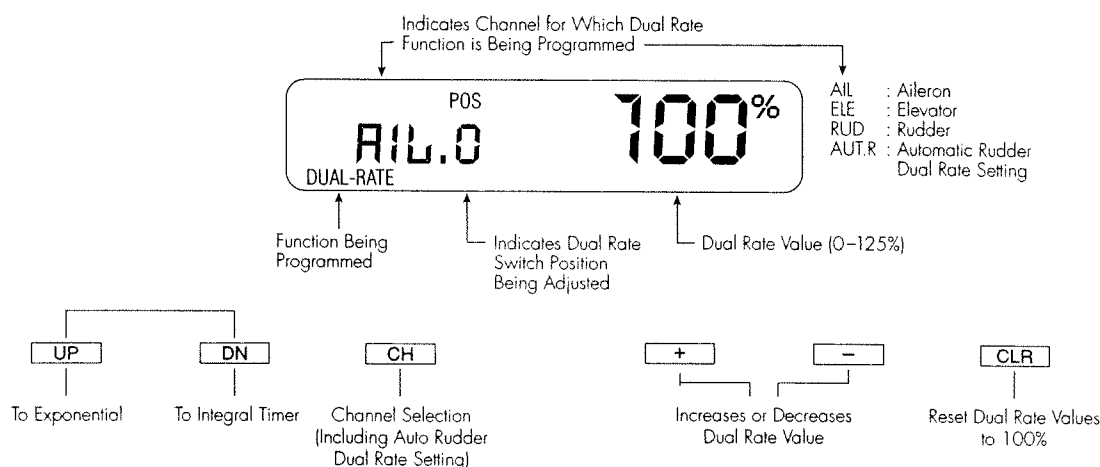 Indicates Channel for Which Dual Rate
Function is Being Programmed
POS
AIL.0
100%
DUAL-RATE
AIL : Aileron
ELE : Elevator
RUD : Rudder
AUT.R : Automatic Rudder
Dual Rate Setting
Function Being
Programmed
Indicates Dual Rate
Switch Position
Being Adjusted
Dual Rate Value (0–125%)
UP
DN
CH
+
−
CLR
To Exponential
To Integral Timer
Channel Selection
(Including Auto Rudder
Dual Rate Setting)
Increases or Decreases
Dual Rate Value
Reset Dual Rate Values
to 100%